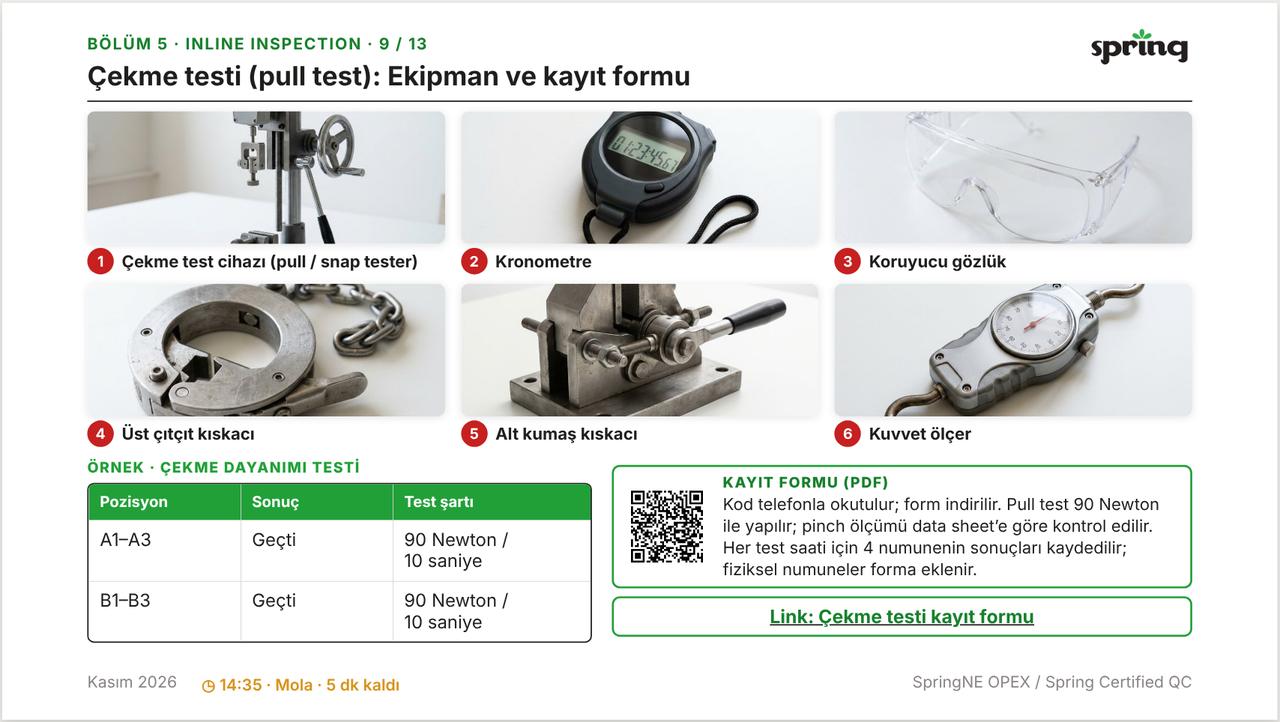 BÖLÜM 5 · INLINE INSPECTION · 9 / 13
spring
Çekme testi (pull test): Ekipman ve kayıt formu
1 Çekme test cihazı (pull / snap tester)
2 Kronometre
3 Koruyucu gözlük
4 Üst çıtçıt kıskacı
5 Alt kumaş kıskacı
6 Kuvvet ölçer
ÖRNEK · ÇEKME DAYANIMI TESTİ
Pozisyon Sonuç Test şartı
A1–A3 Geçti 90 Newton /
10 saniye
B1–B3 Geçti 90 Newton /
10 saniye
KAYIT FORMU (PDF)
Kod telefonla okutulur; form indirilir. Pull test 90 Newton
ile yapılır; pinch ölçümü data sheet’e göre kontrol edilir.
Her test saati için 4 numunenin sonuçları kaydedilir;
fiziksel numuneler forma eklenir.
Link: Çekme testi kayıt formu
Kasım 2026
14:35 · Mola · 5 dk kaldı
SpringNE OPEX / Spring Certified QC